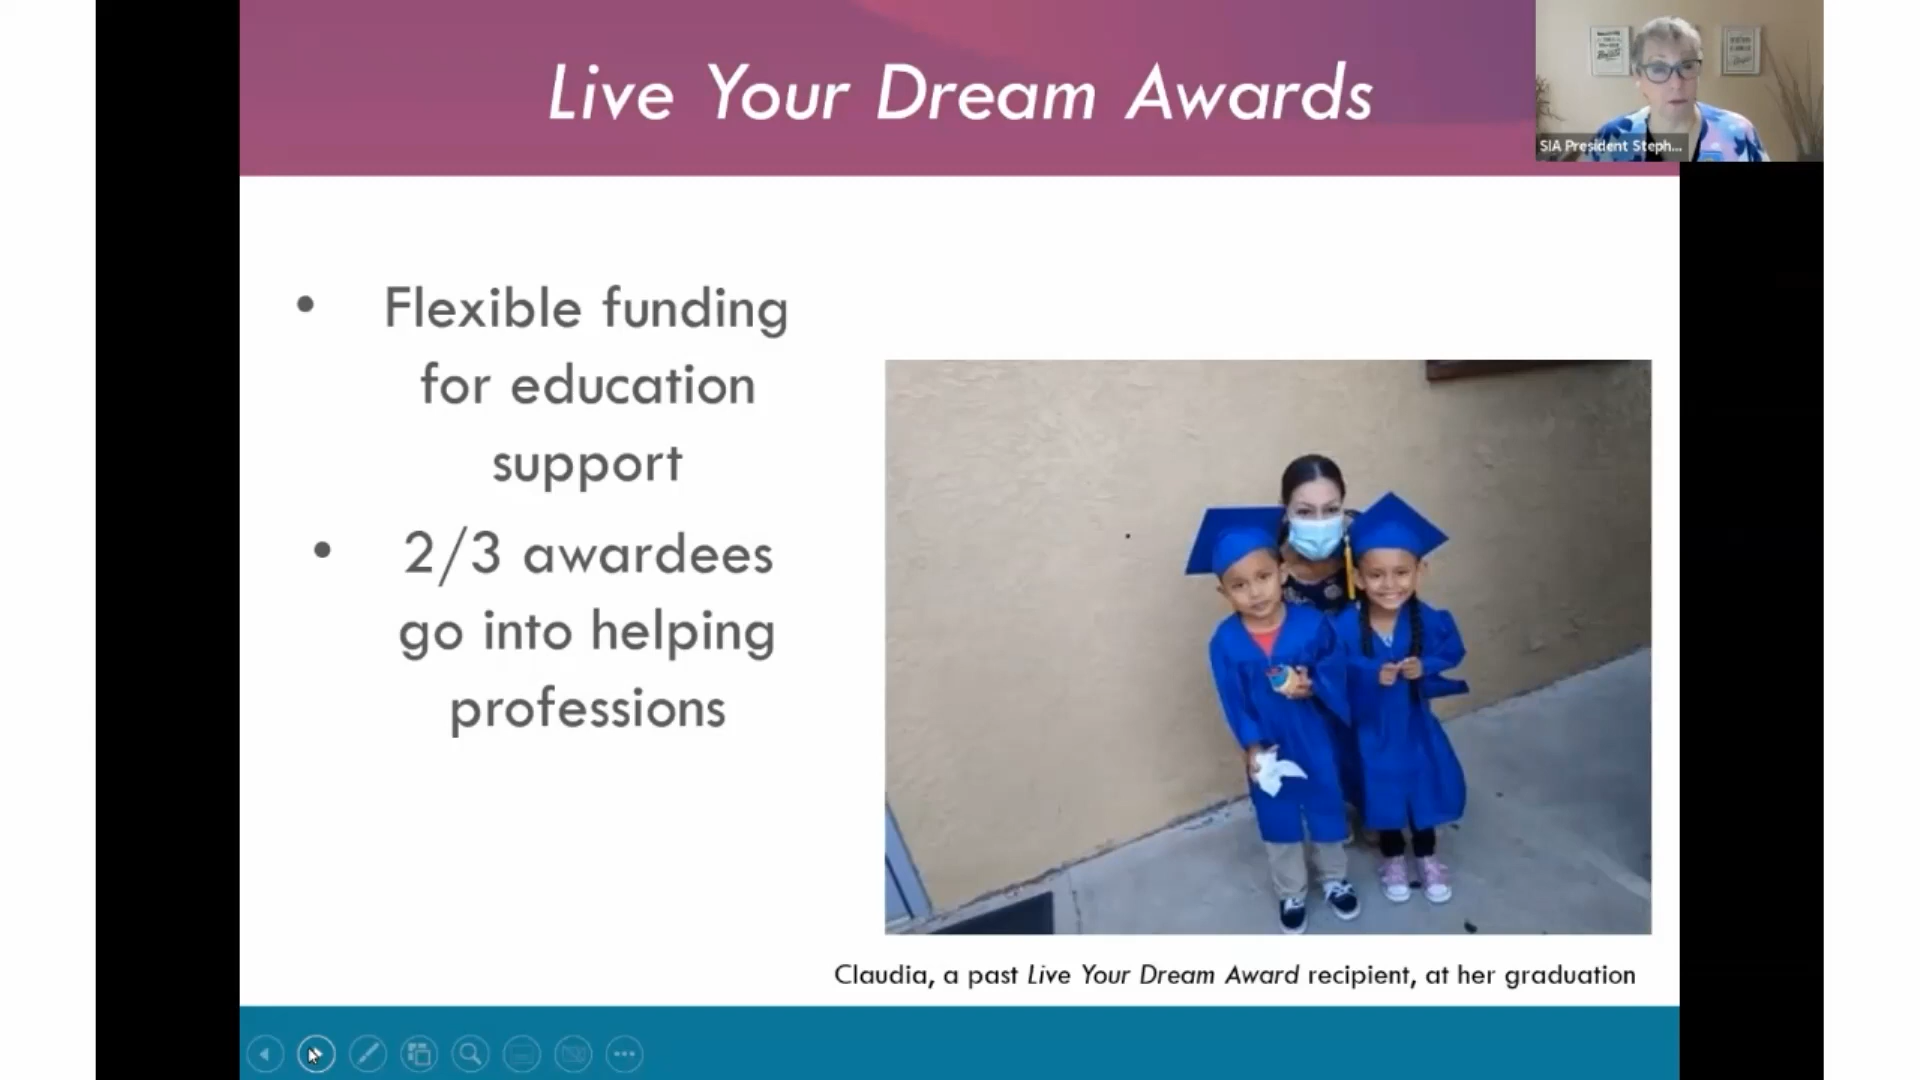 Live Your Dream Awards
SIA President Steph...
• Flexible funding
for education
support
• 2/3 awardees
go into helping
professions
Claudia, a past Live Your Dream Award recipient, at her graduation